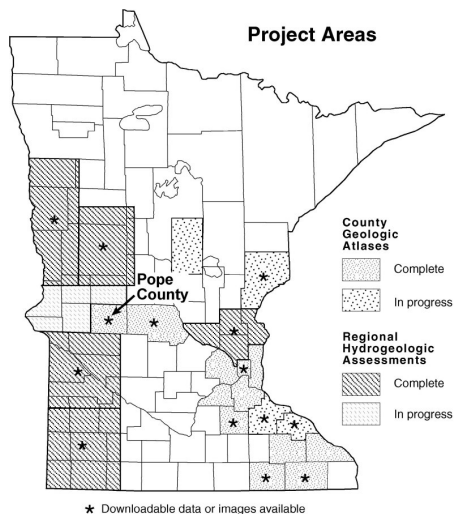 Project Areas
Pope
County
County
Geologic
Atlases
Complete
In progress
Regional
Hydrogeologic
Assessments
Complete
In progress
* Downloadable data or images available